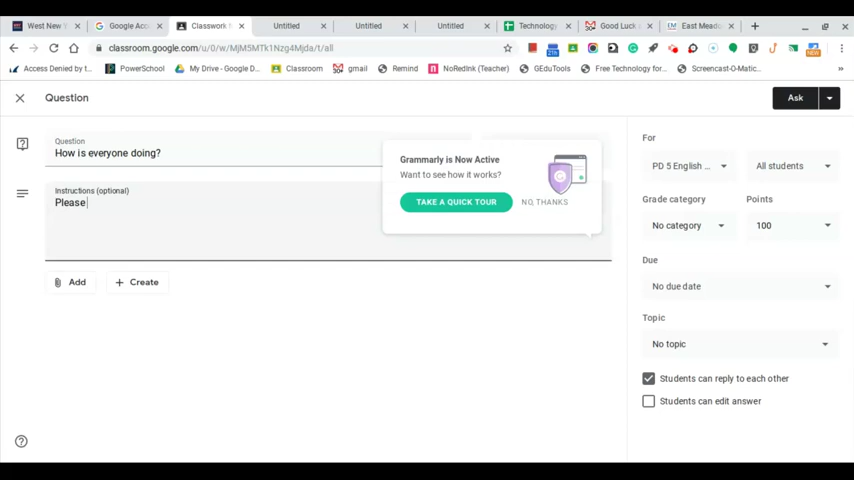 West New Y
Google Acc
Classwork f
Untitled
Untitled
Untitled
Technology
Good Luck
East Meado
classroom.google.com/u/0/w/MjM5MTk1Nzg4Mjda/t/all
21h
NEW
Access Denied by t...
PowerSchool
My Drive - Google D...
Classroom
gmail
Remind
NoRedInk (Teacher)
GEduTools
Free Technology for...
Screencast-O-Matic...
Question
Ask
Question
How is everyone doing?
Instructions (optional)
Please
Grammarly is Now Active
Want to see how it works?
TAKE A QUICK TOUR
NO, THANKS
Add
Create
For
PD 5 English ...
All students
Grade category
Points
No category
100
Due
No due date
Topic
No topic
Students can reply to each other
Students can edit answer